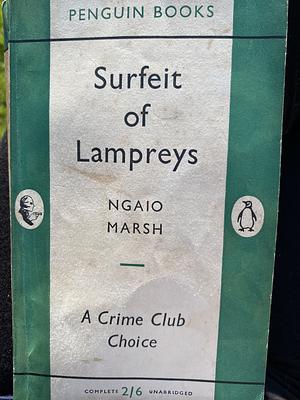 PENGUIN BOOKS
Surfeit
of
Lampreys
NGAIO
MARSH
A Crime Club
Choice
COMPLETE 2/6 UNABRIDGED